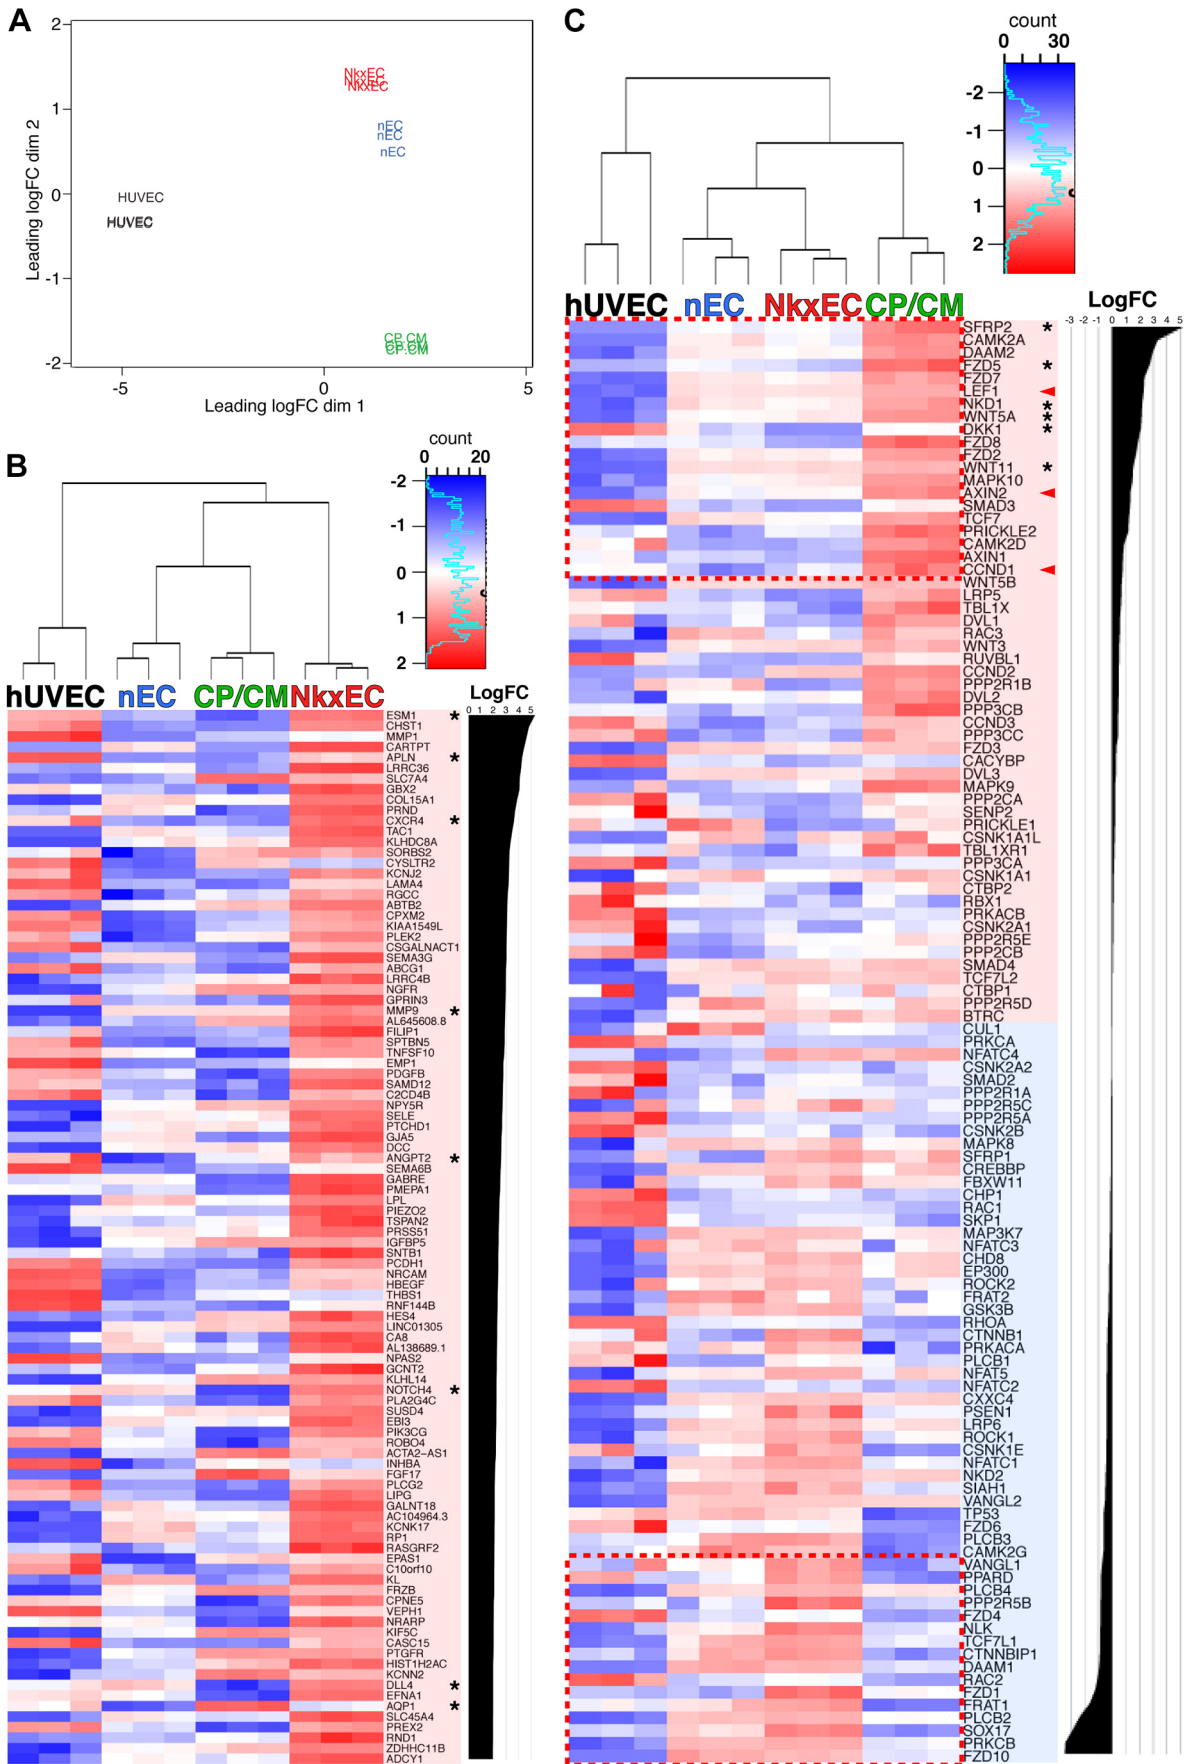 A
2
1
0
-1
-2
Leading logFC dim 2
NkxEC
NkxEC
NkxEC
nEC
nEC
nEC
HUVEC
HUVEC
HUVEC
CP.CM
CP.CM
CP.CM
-5
0
5
Leading logFC dim 1
B
count
0 20
-2
-1
0
1
2
hUVEC nEC CP/CM NkxEC
LogFC
0 1 2 3 4 5
ESM1 *
CHST1
MMP1
CARTPT
APLN *
LRRC36
SLC7A4
GBX2
COL15A1
PRND
CXCR4 *
TAC1
KLHDC8A
SORBS2
CYSLTR2
KCNJ2
LAMA4
RGCC
ABTB2
CPXM2
KIAA1549L
PLEK2
CSGALNACT1
SEMA3G
ABCG1
LRRC4B
NGFR
GPRIN3
MMP9 *
AL645608.8
FILIP1
SPTBN5
TNFSF10
EMP1
PDGFB
SAMD12
C2CD4B
NPY5R
SELE
PTCHD1
GJA5
DCC
ANGPT2 *
SEMA6B
GABRE
PMEPA1
LPL
PIEZO2
TSPAN2
PRSS51
IGFBP5
SNTB1
PCDH1
NRCAM
HBEGF
THBS1
RNF144B
HES4
LINC01305
CA8
AL138689.1
NPAS2
GCNT2
KLHL14
NOTCH4 *
PLA2G4C
SUSD4
EBI3
PIK3CG
ROBO4
ACTA2-AS1
INHBA
FGF17
PLCG2
LIPG
GALNT18
AC104964.3
KCNK17
RP1
RASGRF2
EPAS1
C10orf10
KL
FRZB
CPNE5
VEPH1
NRARP
KIF5C
CASC15
PTGFR
HIST1H2AC
KCNN2
DLL4 *
EFNA1
AQP1 *
SLC45A4
PREX2
RND1
ZDHHC11B
ADCY1
C
count
0 30
-2
-1
0
1
2
hUVEC nEC NkxEC CP/CM
LogFC
-3 -2 -1 0 1 2 3 4 5
SFRP2 *
CAMK2A
DAAM2
FZD5 *
FZD7
LEF1
NKD1 *
WNT5A *
DKK1 *
FZD8
FZD2
WNT11 *
MAPK10
AXIN2
SMAD3
TCF7
PRICKLE2
CAMK2D
AXIN1
CCND1
WNT5B
LRP5
TBL1X
DVL1
RAC3
WNT3
RUVBL1
CCND2
PPP2R1B
DVL2
PPP3CB
CCND3
PPP3CC
FZD3
CACYBP
DVL3
MAPK9
PPP2CA
SENP2
PRICKLE1
CSNK1A1L
TBL1XR1
PPP3CA
CSNK1A1
CTBP2
RBX1
PRKACB
CSNK2A1
PPP2R5E
PPP2CB
SMAD4
TCF7L2
CTBP1
PPP2R5D
BTRC
CUL1
PRKCA
NFATC4
CSNK2A2
SMAD2
PPP2R1A
PPP2R5C
PPP2R5A
CSNK2B
MAPK8
SFRP1
CREBBP
FBXW11
CHP1
RAC1
SKP1
MAP3K7
NFATC3
CHD8
EP300
ROCK2
FRAT2
GSK3B
RHOA
CTNNB1
PRKACA
PLCB1
NFAT5
NFATC2
CXXC4
PSEN1
LRP6
ROCK1
CSNK1E
NFATC1
NKD2
SIAH1
VANGL2
TP53
FZD6
PLCB3
CAMK2G
VANGL1
PPARD
PLCB4
PPP2R5B
FZD4
NLK
TCF7L1
CTNNBIP1
DAAM1
RAC2
FZD1
FRAT1
PLCB2
SOX17
PRKCB
FZD10